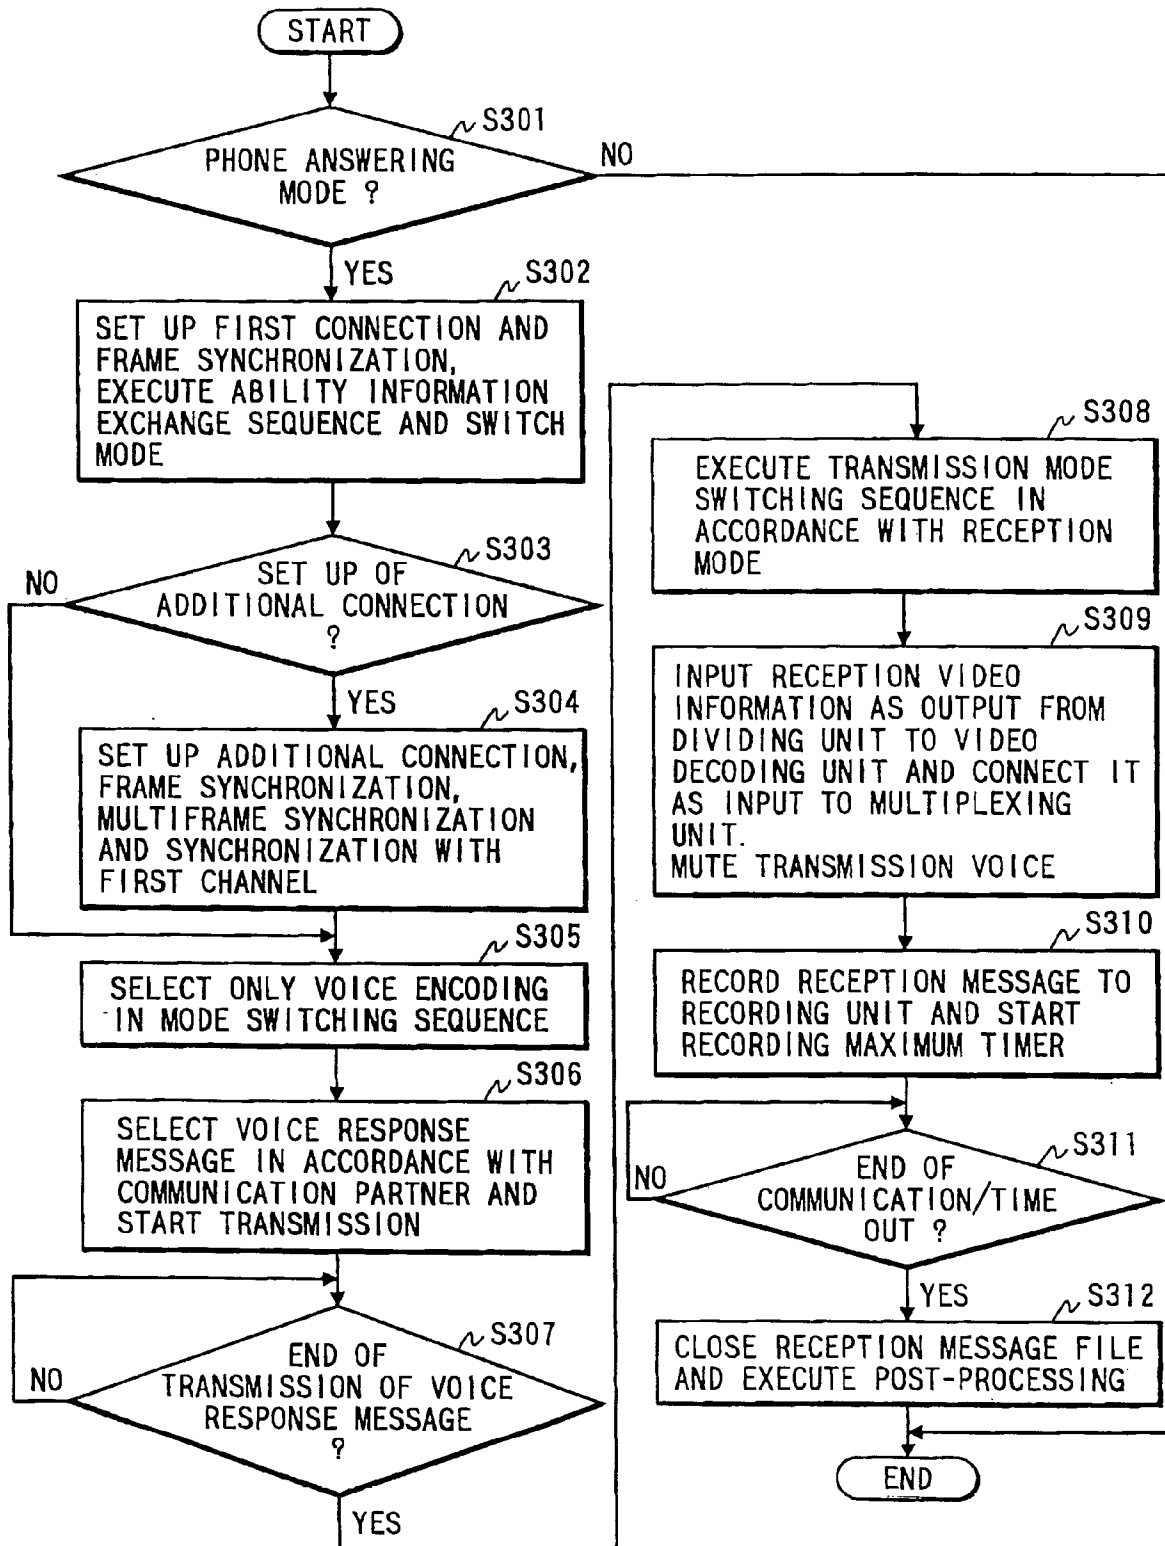 START
S301
PHONE ANSWERING
MODE ?
NO
YES
S302
SET UP FIRST CONNECTION AND
FRAME SYNCHRONIZATION,
EXECUTE ABILITY INFORMATION
EXCHANGE SEQUENCE AND SWITCH
MODE
S303
NO
SET UP OF
ADDITIONAL CONNECTION
?
YES
S304
SET UP ADDITIONAL CONNECTION,
FRAME SYNCHRONIZATION,
MULTIFRAME SYNCHRONIZATION
AND SYNCHRONIZATION WITH
FIRST CHANNEL
S305
SELECT ONLY VOICE ENCODING
IN MODE SWITCHING SEQUENCE
S306
SELECT VOICE RESPONSE
MESSAGE IN ACCORDANCE WITH
COMMUNICATION PARTNER AND
START TRANSMISSION
S307
NO
END OF
TRANSMISSION OF VOICE
RESPONSE MESSAGE
?
YES
S308
EXECUTE TRANSMISSION MODE
SWITCHING SEQUENCE IN
ACCORDANCE WITH RECEPTION
MODE
S309
INPUT RECEPTION VIDEO
INFORMATION AS OUTPUT FROM
DIVIDING UNIT TO VIDEO
DECODING UNIT AND CONNECT IT
AS INPUT TO MULTIPLEXING
UNIT.
MUTE TRANSMISSION VOICE
S310
RECORD RECEPTION MESSAGE TO
RECORDING UNIT AND START
RECORDING MAXIMUM TIMER
S311
NO
END OF
COMMUNICATION/TIME
OUT ?
YES
S312
CLOSE RECEPTION MESSAGE FILE
AND EXECUTE POST-PROCESSING
END